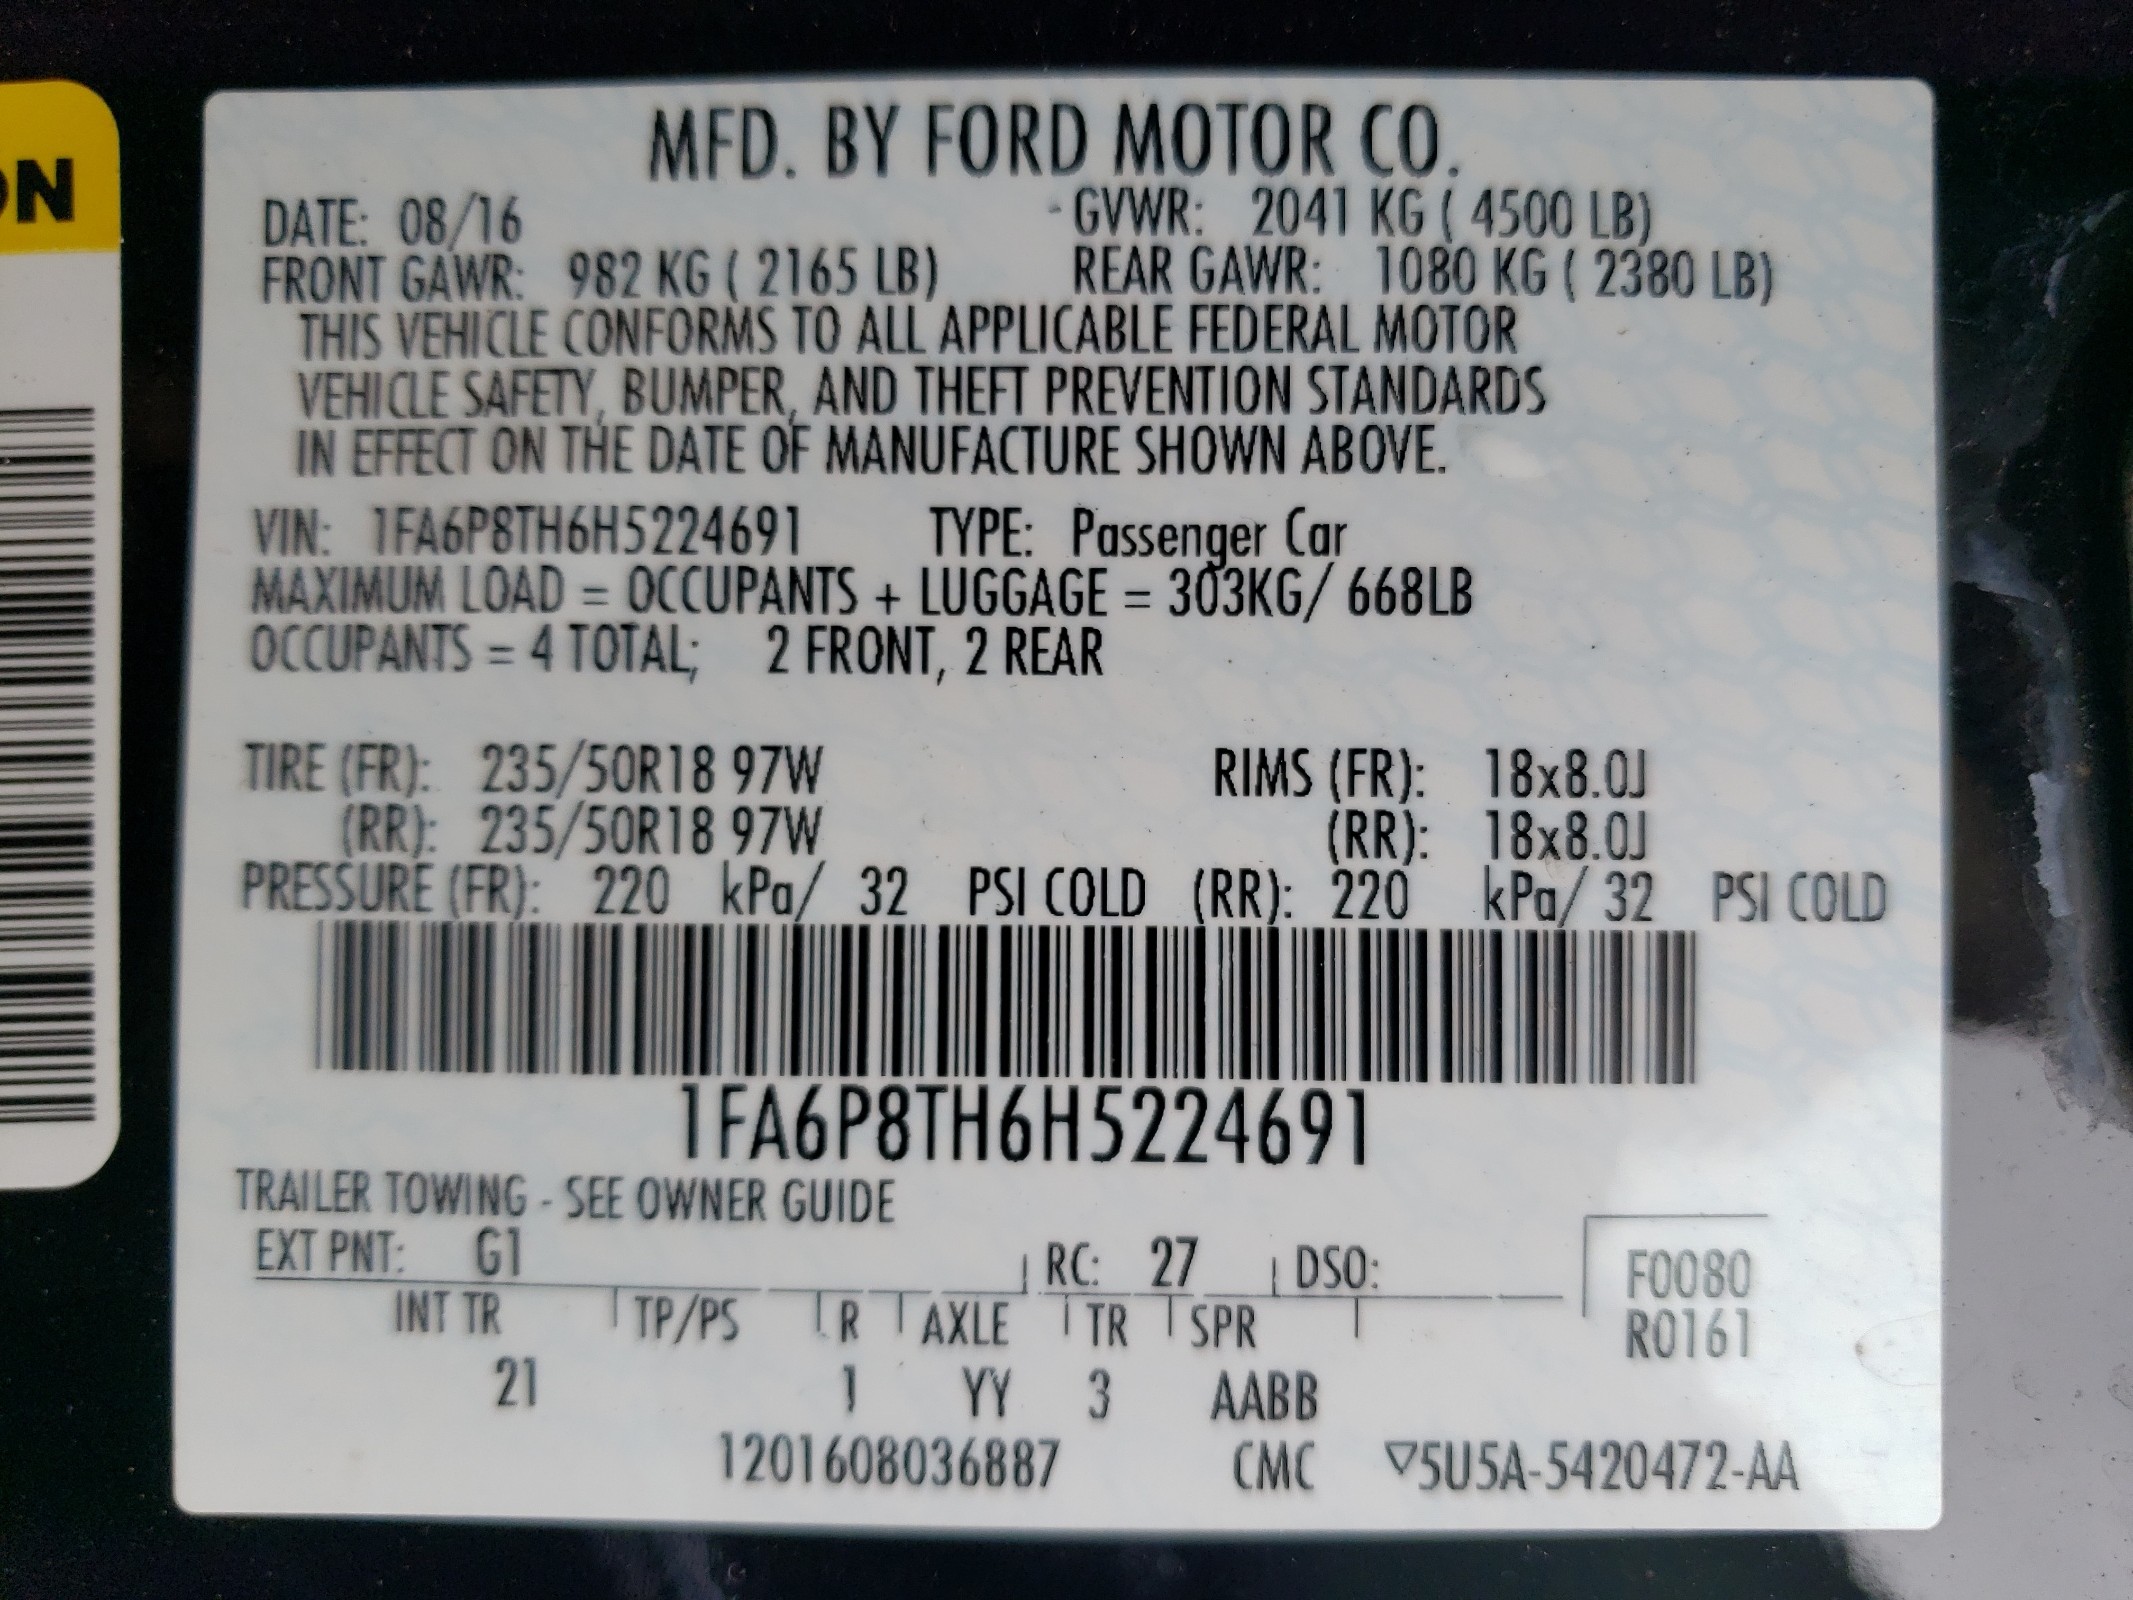 MFD. BY FORD MOTOR CO.
DATE: 08/16 GVWR: 2041 KG ( 4500 LB)
FRONT GAWR: 982 KG ( 2165 LB) REAR GAWR: 1080 KG ( 2380 LB)
THIS VEHICLE CONFORMS TO ALL APPLICABLE FEDERAL MOTOR
VEHICLE SAFETY, BUMPER, AND THEFT PREVENTION STANDARDS
IN EFFECT ON THE DATE OF MANUFACTURE SHOWN ABOVE.
VIN: 1FA6P8TH6H5224691 TYPE: Passenger Car
MAXIMUM LOAD = OCCUPANTS + LUGGAGE = 303KG/ 668LB
OCCUPANTS = 4 TOTAL; 2 FRONT, 2 REAR
TIRE (FR): 235/50R18 97W RIMS (FR): 18x8.0J
(RR): 235/50R18 97W (RR): 18x8.0J
PRESSURE (FR): 220 kPa/ 32 PSI COLD (RR): 220 kPa/ 32 PSI COLD
1FA6P8TH6H5224691
TRAILER TOWING - SEE OWNER GUIDE
EXT PNT: G1 RC: 27 DSO:
F0080
INT TR TP/PS R AXLE TR SPR
R0161
21 1 YY 3 AABB
1201608036887 CMC ▽5U5A-5420472-AA